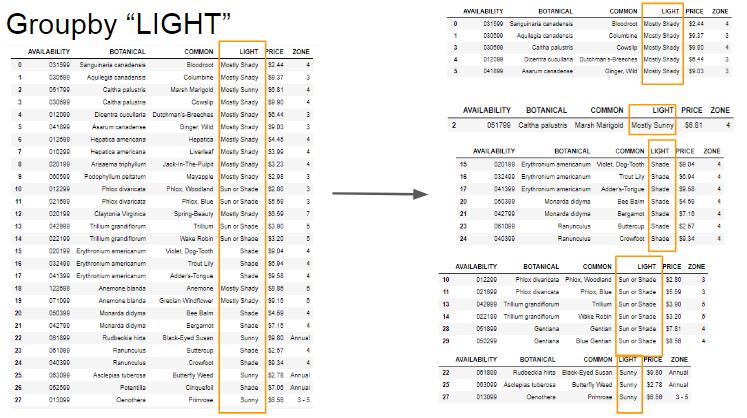 Groupby “LIGHT”
AVAILABILITY BOTANICAL COMMON LIGHT PRICE ZONE
0 031599 Sanguinaria canadensis Bloodroot Mostly Shady $2.44 4
1 030699 Aquilegia canadensis Columbine Mostly Shady $9.37 3
2 051799 Caltha palustris Marsh Marigold Mostly Sunny $6.81 4
3 030699 Caltha palustris Cowslip Mostly Shady $9.90 4
4 012099 Dicentra cucullaria Dutchman's-Breeches Mostly Shady $6.44 3
5 041899 Asarum canadense Ginger, Wild Mostly Shady $9.03 3
6 012699 Hepatica americana Hepatica Mostly Shady $4.45 4
7 010299 Hepatica americana Liverleaf Mostly Shady $3.99 4
8 020199 Arisaema triphyllum Jack-In-The-Pulpit Mostly Shady $3.23 4
9 060599 Podophyllum peltatum Mayapple Mostly Shady $2.98 3
10 012299 Phlox divaricata Phlox, Woodland Sun or Shade $2.80 3
11 021699 Phlox divaricata Phlox, Blue Sun or Shade $5.59 3
12 020199 Claytonia Virginica Spring-Beauty Mostly Shady $6.59 7
13 042999 Trillium grandiflorum Trillium Sun or Shade $3.90 5
14 022199 Trillium grandiflorum Wake Robin Sun or Shade $3.20 5
15 020199 Erythronium americanum Violet, Dog-Tooth Shade $9.04 4
16 032499 Erythronium americanum Trout Lily Shade $6.94 4
17 041399 Erythronium americanum Adder's-Tongue Shade $9.58 4
18 122698 Anemone blanda Anemone Mostly Shady $8.86 6
19 071099 Anemone blanda Grecian Windflower Mostly Shady $9.16 6
20 050399 Monarda didyma Bee Balm Shade $4.59 4
21 042799 Monarda didyma Bergamot Shade $7.16 4
22 061899 Rudbeckia hirta Black-Eyed Susan Sunny $9.80 Annual
23 061099 Ranunculus Buttercup Shade $2.57 4
24 040399 Ranunculus Crowfoot Shade $9.34 4
25 063099 Asclepias tuberosa Butterfly Weed Sunny $2.78 Annual
26 062599 Potentilla Cinquefoil Shade $7.06 Annual
27 013099 Oenothera Primrose Sunny $6.56 3 - 5
AVAILABILITY BOTANICAL COMMON LIGHT PRICE ZONE
0 031599 Sanguinaria canadensis Bloodroot Mostly Shady $2.44 4
1 030699 Aquilegia canadensis Columbine Mostly Shady $9.37 3
3 030699 Caltha palustris Cowslip Mostly Shady $9.90 4
4 012099 Dicentra cucullaria Dutchman's-Breeches Mostly Shady $6.44 3
5 041899 Asarum canadense Ginger, Wild Mostly Shady $9.03 3
AVAILABILITY BOTANICAL COMMON LIGHT PRICE ZONE
2 051799 Caltha palustris Marsh Marigold Mostly Sunny $6.81 4
AVAILABILITY BOTANICAL COMMON LIGHT PRICE ZONE
15 020199 Erythronium americanum Violet, Dog-Tooth Shade $9.04 4
16 032499 Erythronium americanum Trout Lily Shade $6.94 4
17 041399 Erythronium americanum Adder's-Tongue Shade $9.58 4
20 050399 Monarda didyma Bee Balm Shade $4.59 4
21 042799 Monarda didyma Bergamot Shade $7.16 4
23 061099 Ranunculus Buttercup Shade $2.57 4
24 040399 Ranunculus Crowfoot Shade $9.34 4
AVAILABILITY BOTANICAL COMMON LIGHT PRICE ZONE
10 012299 Phlox divaricata Phlox, Woodland Sun or Shade $2.80 3
11 021699 Phlox divaricata Phlox, Blue Sun or Shade $5.59 3
13 042999 Trillium grandiflorum Trillium Sun or Shade $3.90 5
14 022199 Trillium grandiflorum Wake Robin Sun or Shade $3.20 5
28 051899 Gentiana Gentian Sun or Shade $7.81 4
29 050299 Gentiana Blue Gentian Sun or Shade $8.56 4
AVAILABILITY BOTANICAL COMMON LIGHT PRICE ZONE
22 061899 Rudbeckia hirta Black-Eyed Susan Sunny $9.80 Annual
25 063099 Asclepias tuberosa Butterfly Weed Sunny $2.78 Annual
27 013099 Oenothera Primrose Sunny $6.56 3 - 5